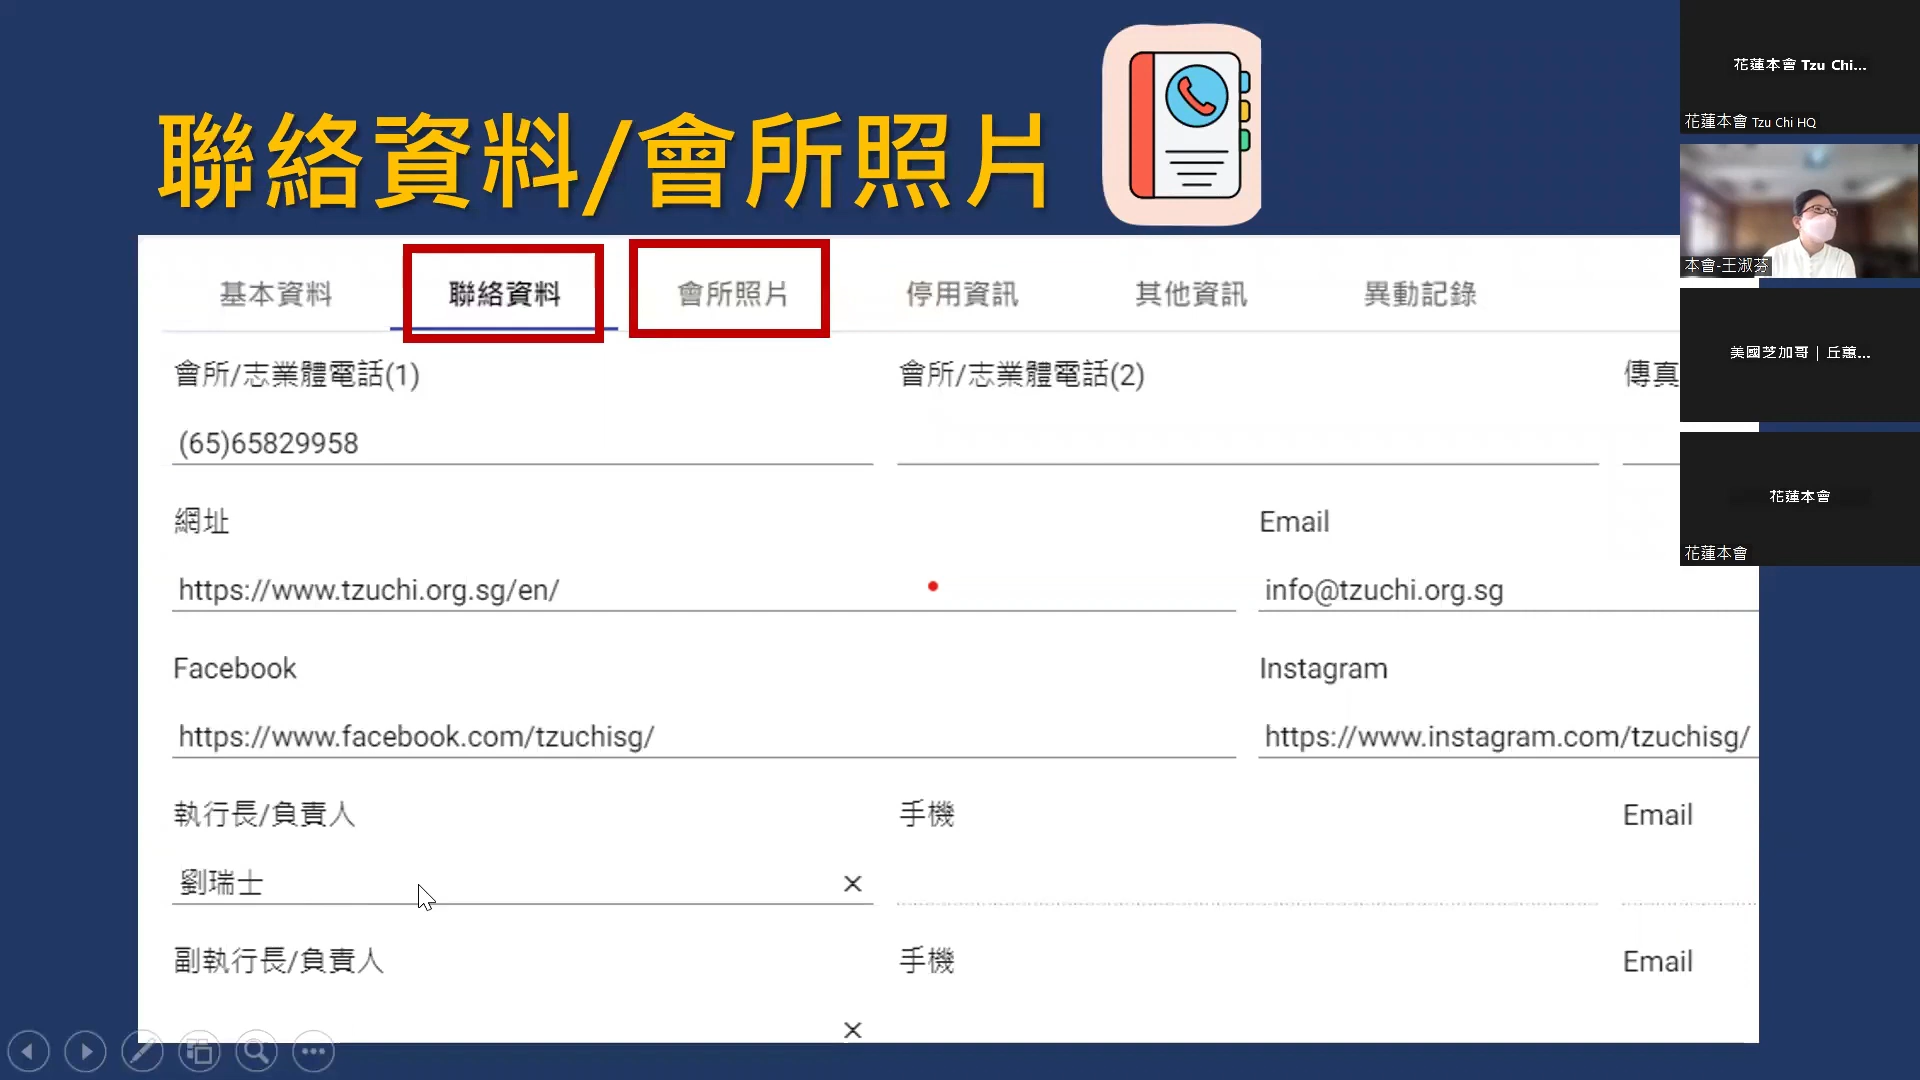 聯絡資料/會所照片
基本資料
聯絡資料
會所照片
停用資訊
其他資訊
異動記錄
會所/志業體電話(1)
會所/志業體電話(2)
傳真
(65)65829958
網址
Email
https://www.tzuchi.org.sg/en/
info@tzuchi.org.sg
Facebook
Instagram
https://www.facebook.com/tzuchisg/
https://www.instagram.com/tzuchisg/
執行長/負責人
手機
Email
劉瑞士
副執行長/負責人
手機
Email
花蓮本會 Tzu Chi...
花蓮本會 Tzu Chi HQ
本會-王淑芬
美國芝加哥｜丘蕙...
花蓮本會
花蓮本會